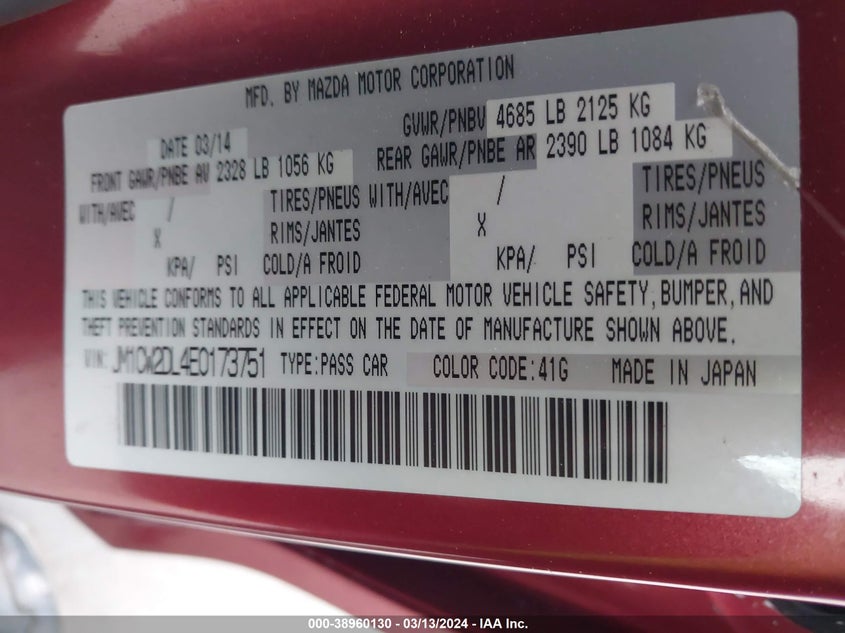 MFD. BY MAZDA MOTOR CORPORATION
DATE 03/14 GVWR/PNBV 4685 LB 2125 KG
FRONT GAWR/PNBE AV 2328 LB 1056 KG REAR GAWR/PNBE AR 2390 LB 1084 KG
WITH/AVEC / TIRES/PNEUS WITH/AVEC / TIRES/PNEUS
X RIMS/JANTES X RIMS/JANTES
KPA/ PSI COLD/A FROID KPA/ PSI COLD/A FROID
THIS VEHICLE CONFORMS TO ALL APPLICABLE FEDERAL MOTOR VEHICLE SAFETY, BUMPER, AND
THEFT PREVENTION STANDARDS IN EFFECT ON THE DATE OF MANUFACTURE SHOWN ABOVE.
VIN: JM1CW2DL4E0173751 TYPE:PASS CAR COLOR CODE:41G MADE IN JAPAN
000-38960130 - 03/13/2024 - IAA Inc.